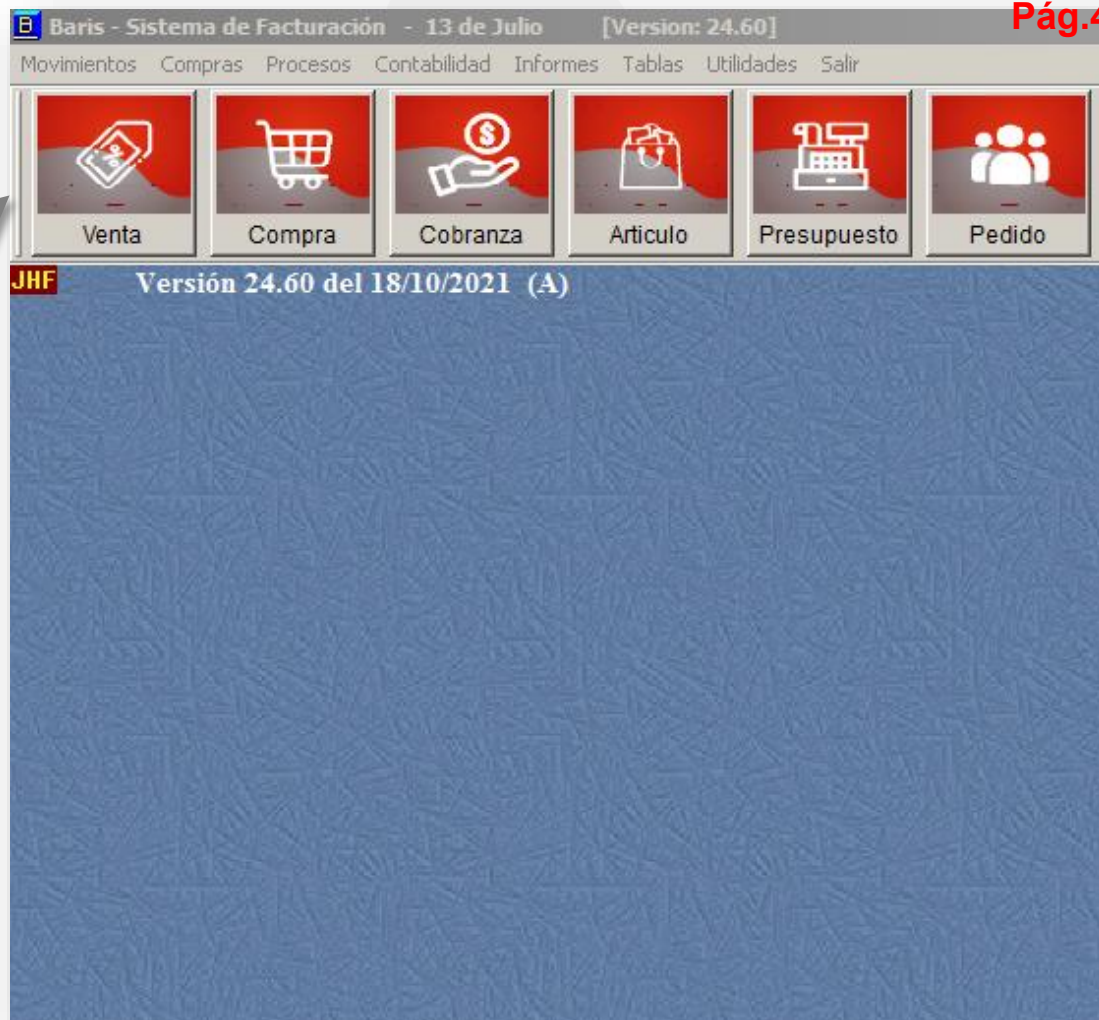 Pág.4
B Baris - Sistema de Facturación - 13 de Julio [Version: 24.60]
Movimientos Compras Procesos Contabilidad Informes Tablas Utilidades Salir
Venta Compra Cobranza Articulo Presupuesto Pedido
JHF Versión 24.60 del 18/10/2021 (A)